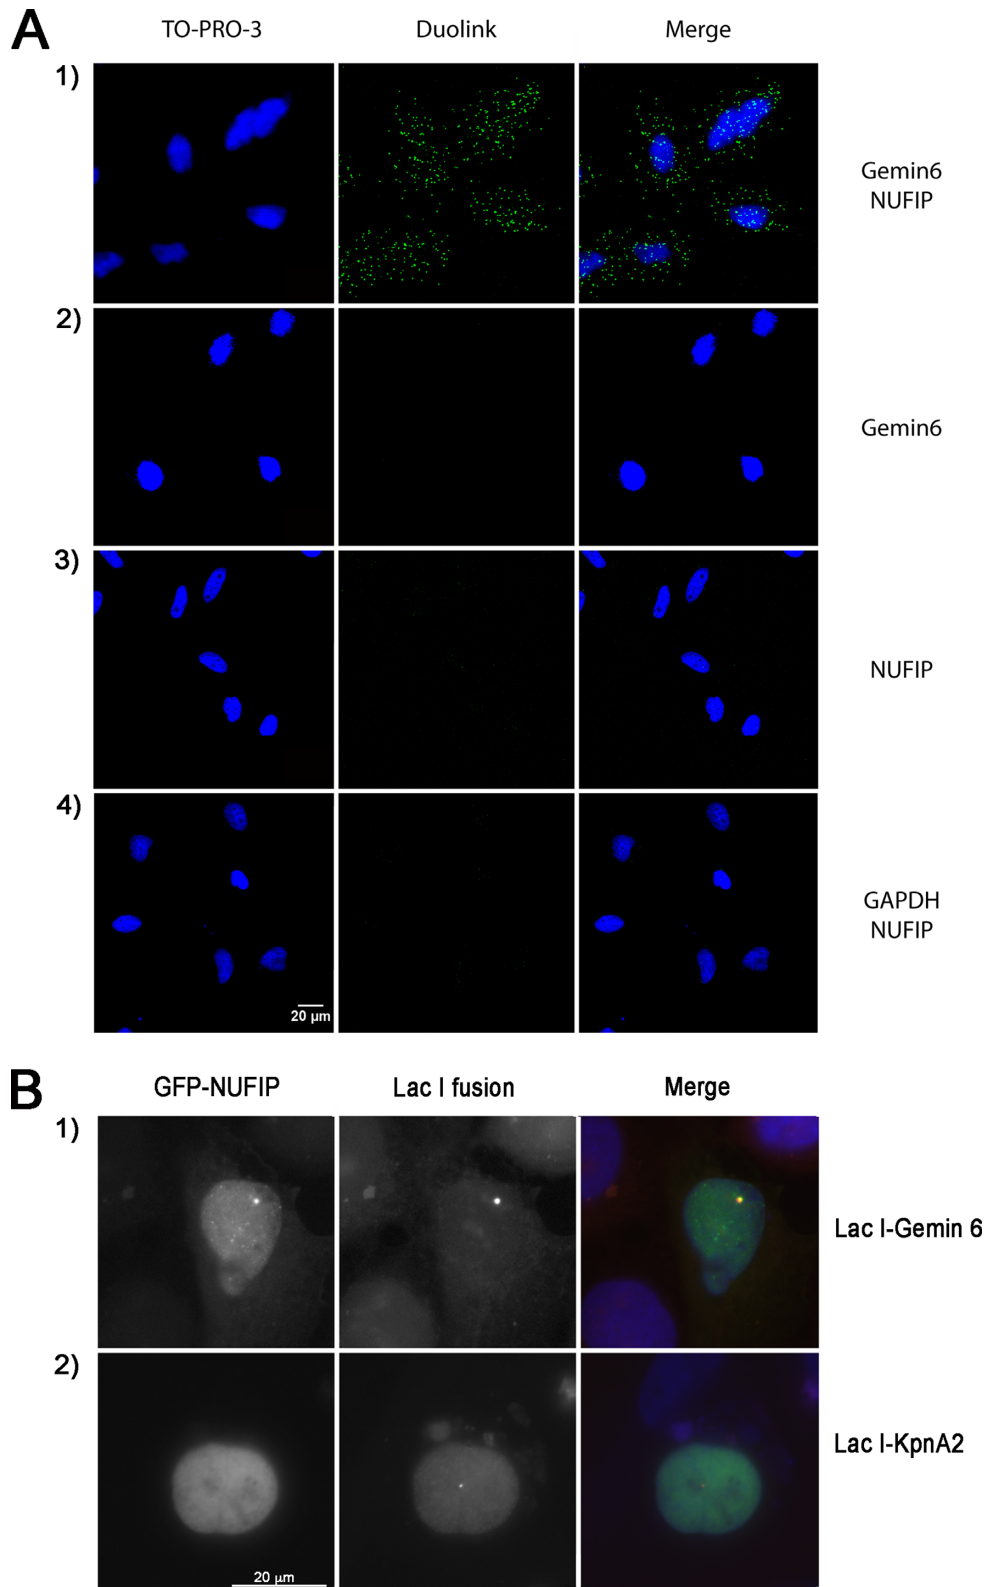 A
TO-PRO-3 Duolink Merge
1)
Gemin6
NUFIP
2)
Gemin6
3)
NUFIP
4)
GAPDH
NUFIP
20 µm
B
GFP-NUFIP Lac I fusion Merge
1)
Lac I-Gemin 6
2)
Lac I-KpnA2
20 µm